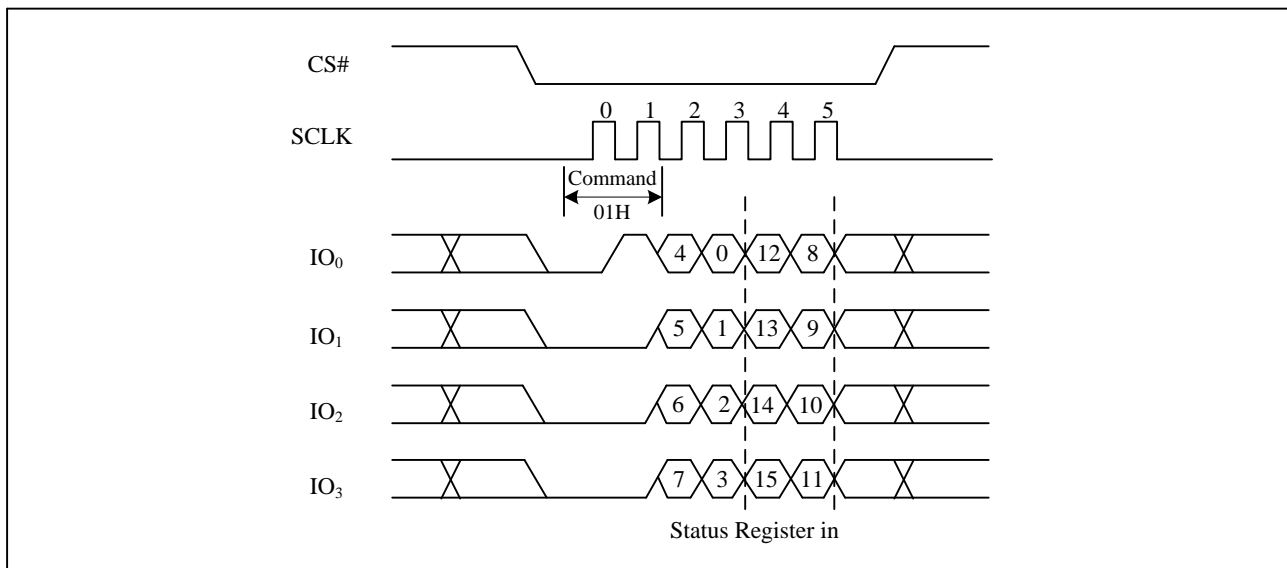 CS#
0 1 2 3 4 5
SCLK
Command
01H
IO0 4 0 12 8
IO1 5 1 13 9
IO2 6 2 14 10
IO3 7 3 15 11
Status Register in